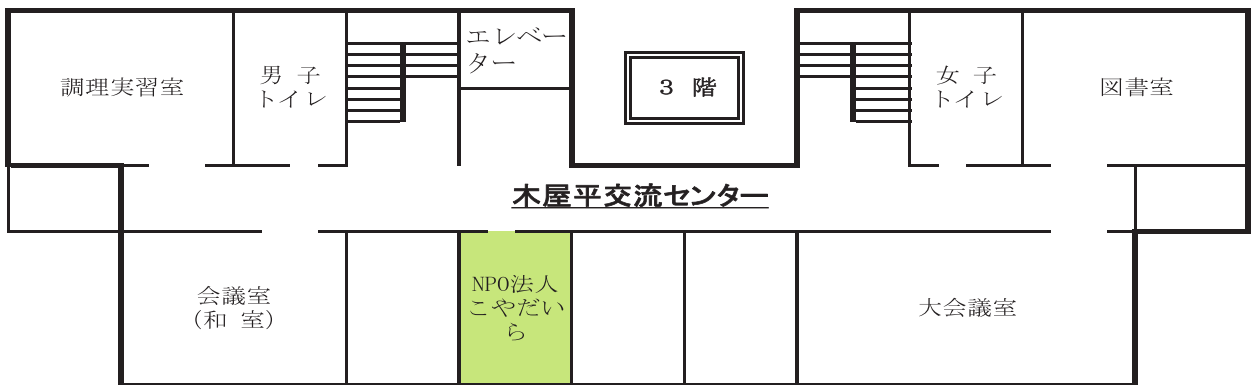 調理実習室
男 子
トイレ
エレベー
ター
3 階
女 子
トイレ
図書室
木屋平交流センター
会議室
(和 室)
NPO法人
こやだい
ら
大会議室